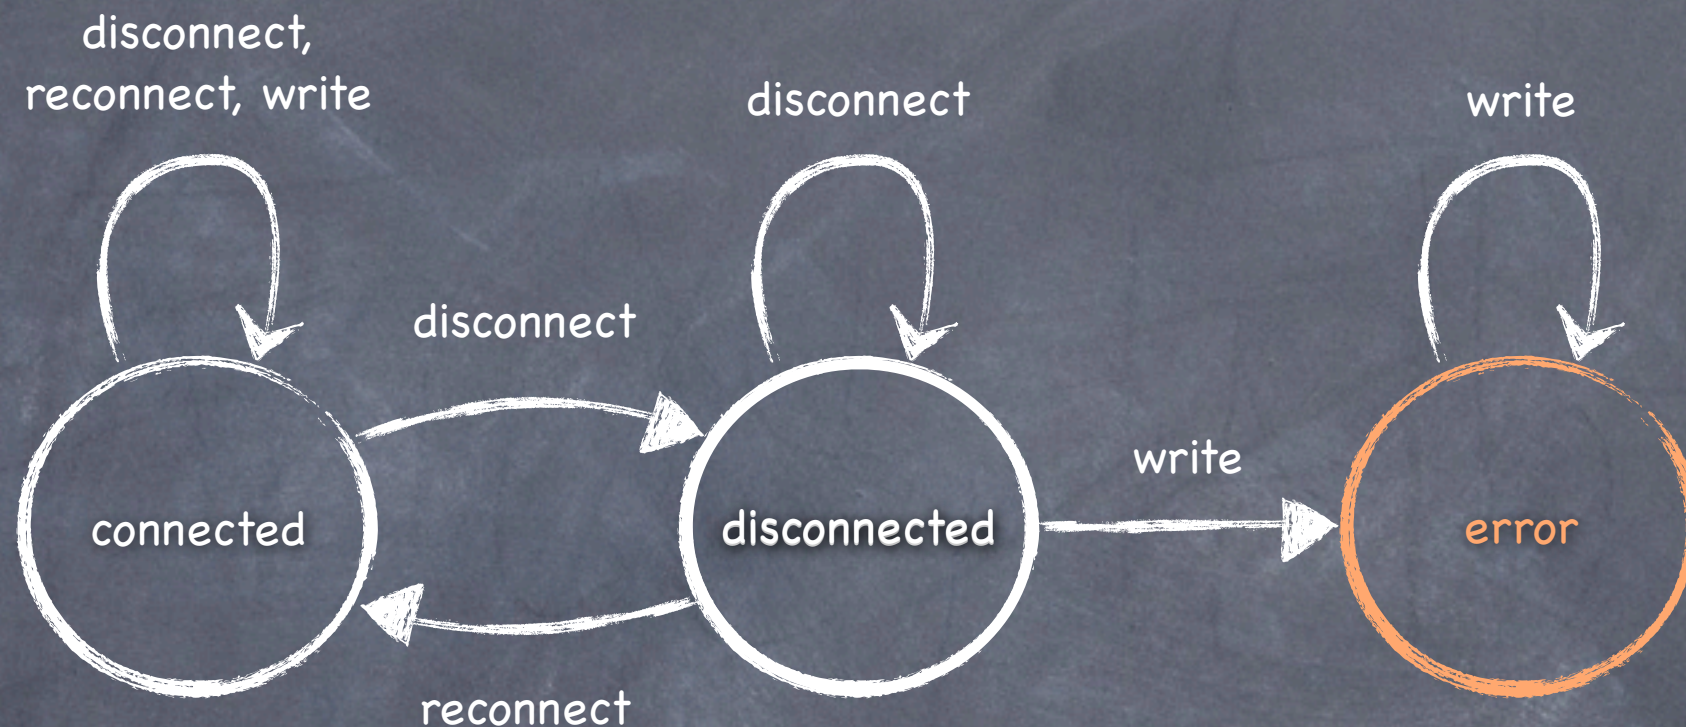 disconnect,
reconnect, write
disconnect
write
disconnect
write
connected
disconnected
error
reconnect